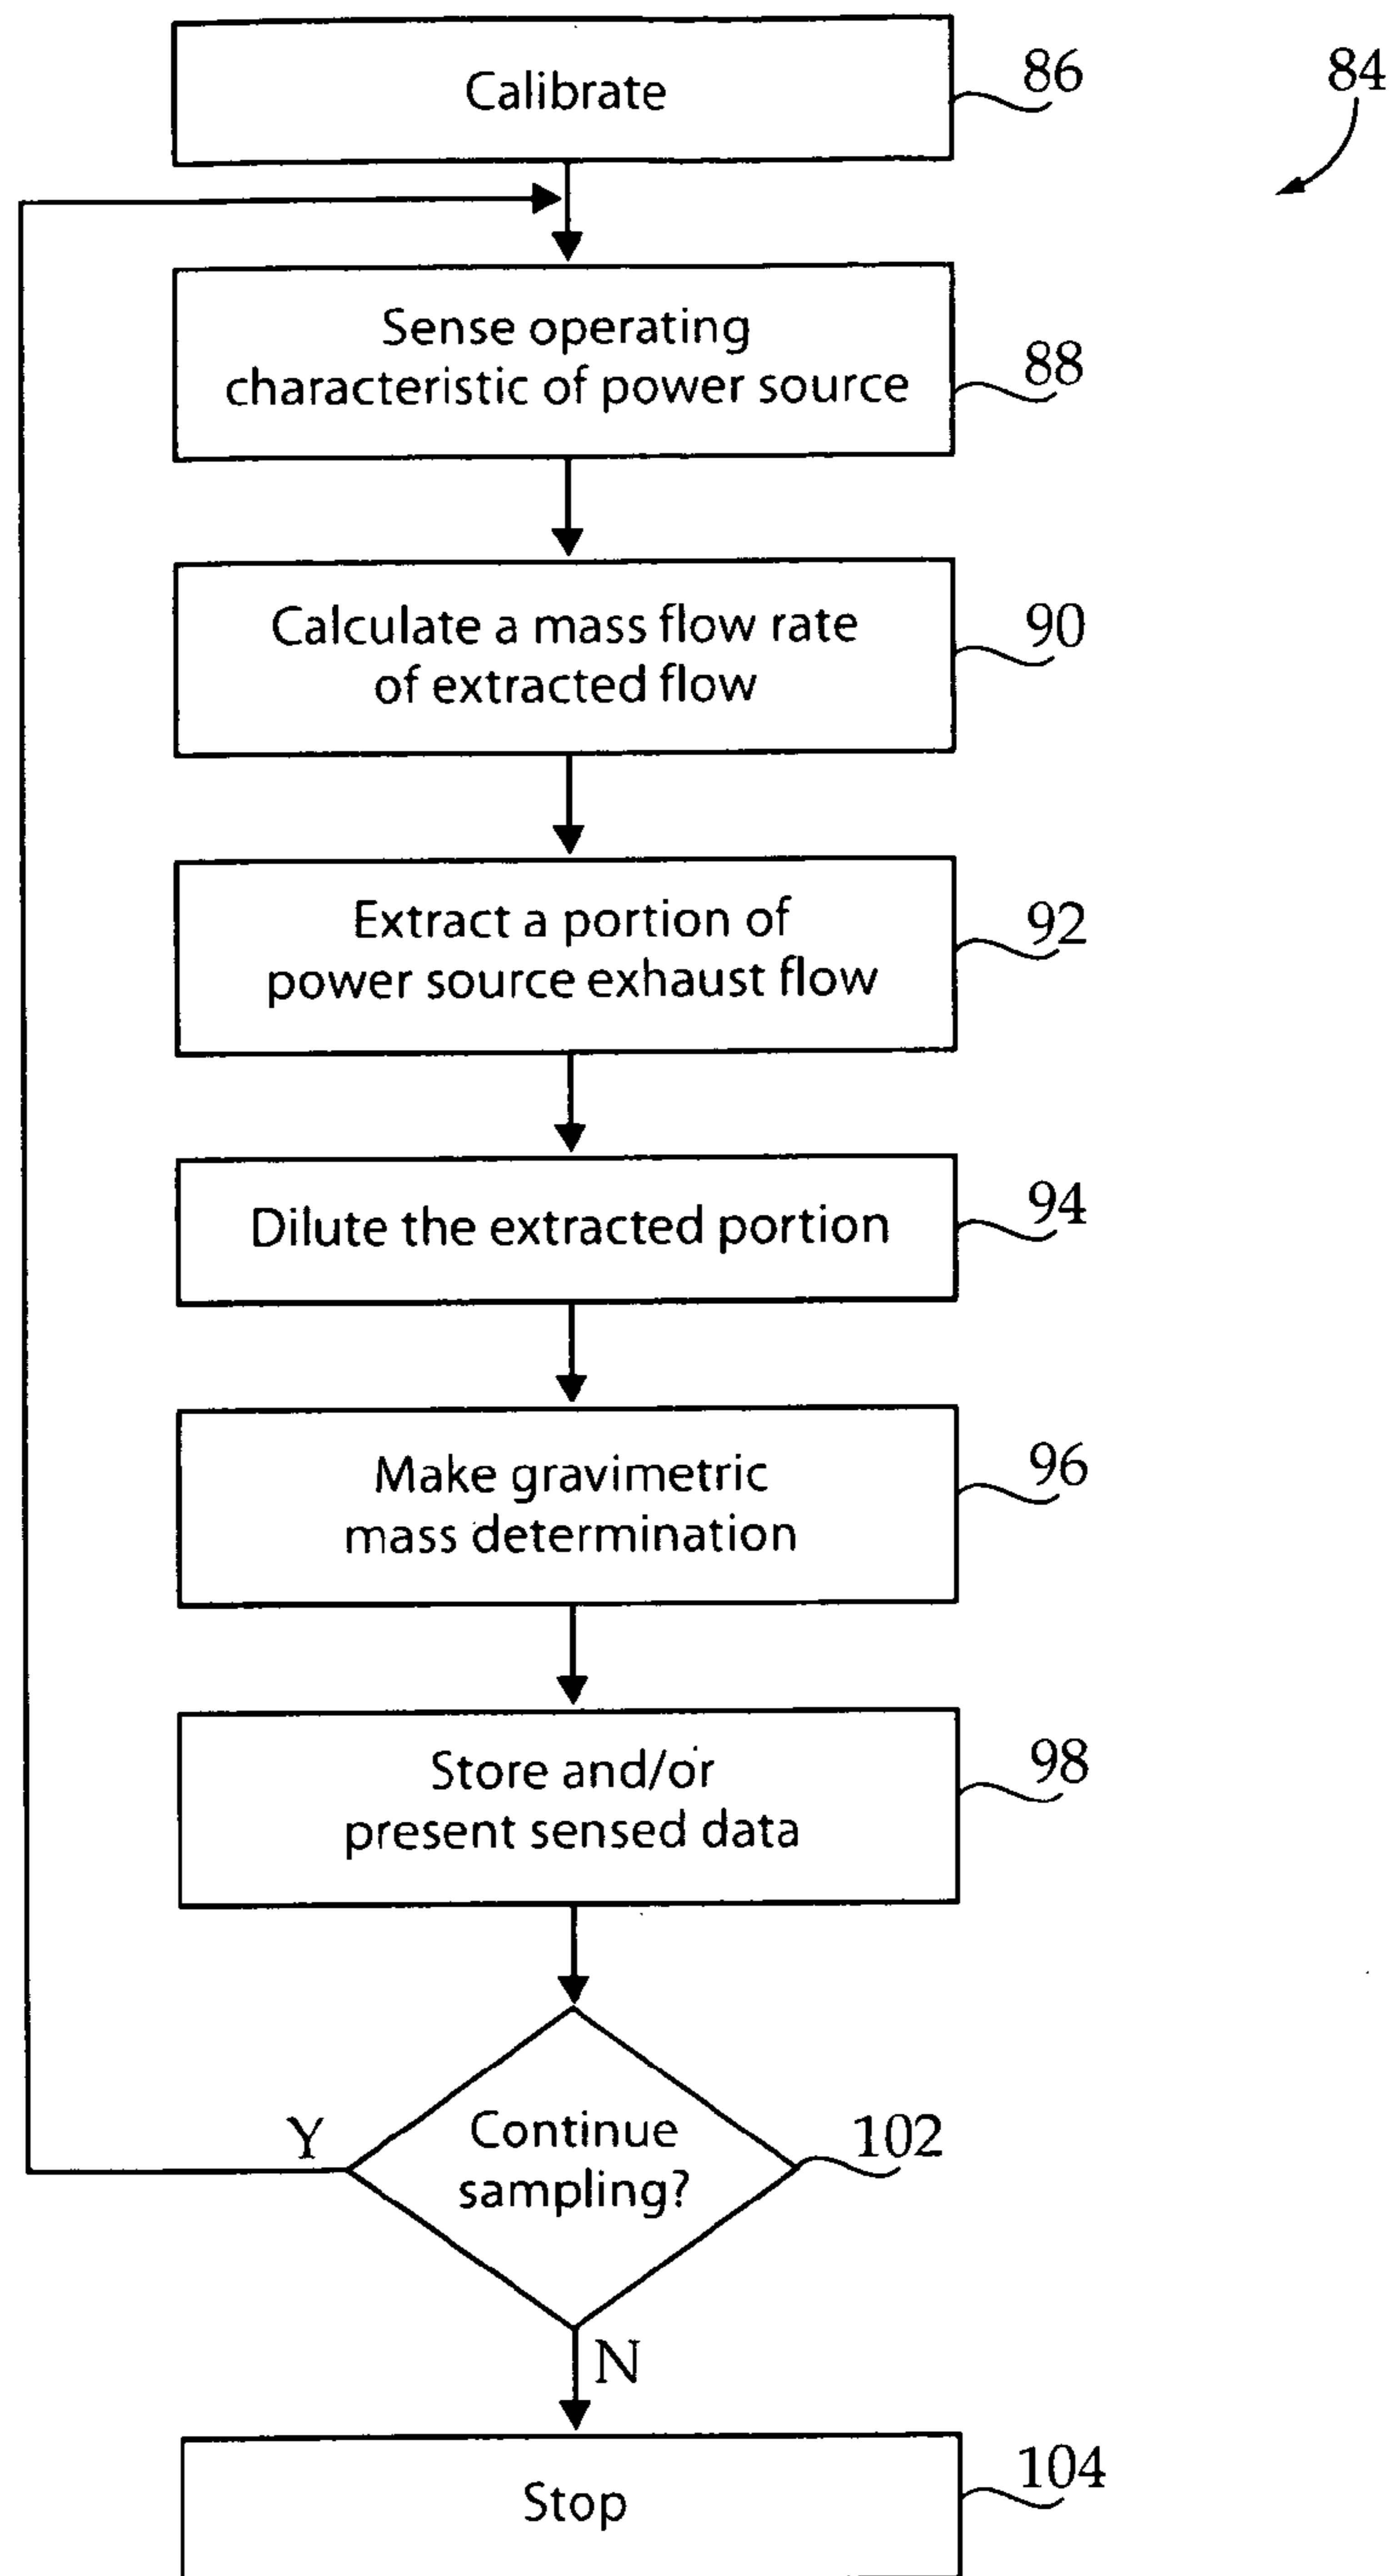 Calibrate
86
84
Sense operating
characteristic of power source
88
Calculate a mass flow rate
of extracted flow
90
Extract a portion of
power source exhaust flow
92
Dilute the extracted portion
94
Make gravimetric
mass determination
96
Store and/or
present sensed data
98
Continue
sampling?
Y
102
N
Stop
104